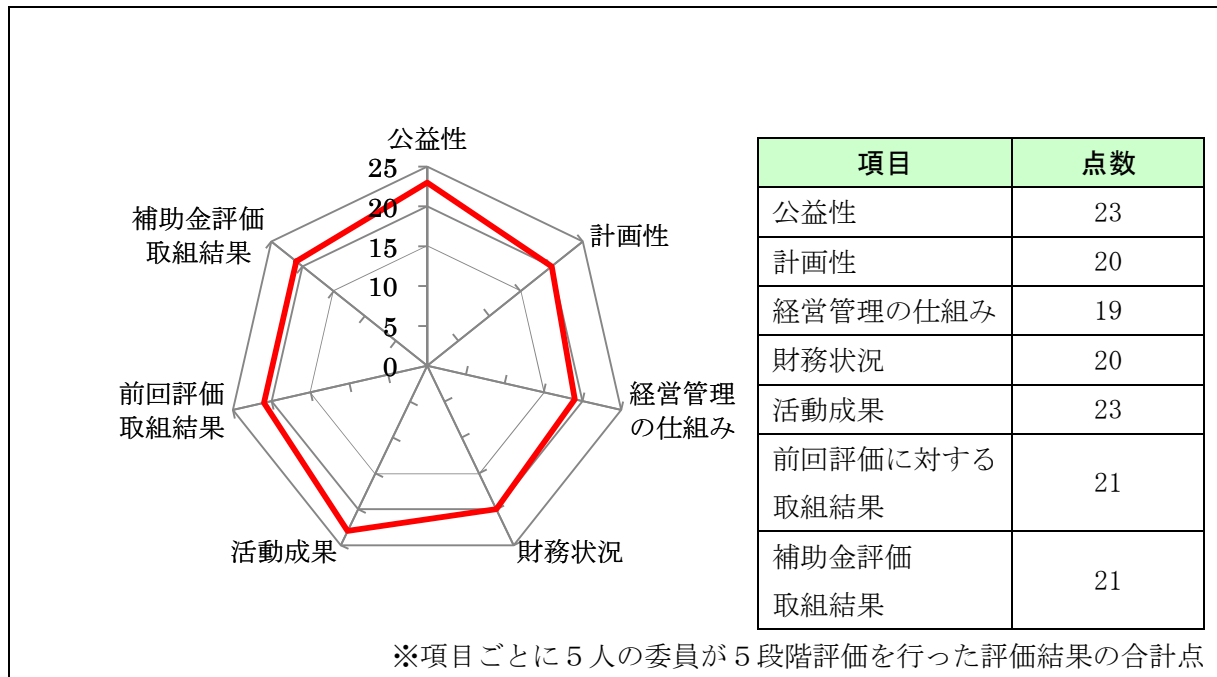 公益性
25
20
15
10
5
0
計画性
経営管理
の仕組み
財務状況
活動成果
前回評価
取組結果
補助金評価
取組結果
項目 点数
公益性 23
計画性 20
経営管理の仕組み 19
財務状況 20
活動成果 23
前回評価に対する
取組結果
21
補助金評価
取組結果
21
※項目ごとに５人の委員が５段階評価を行った評価結果の合計点